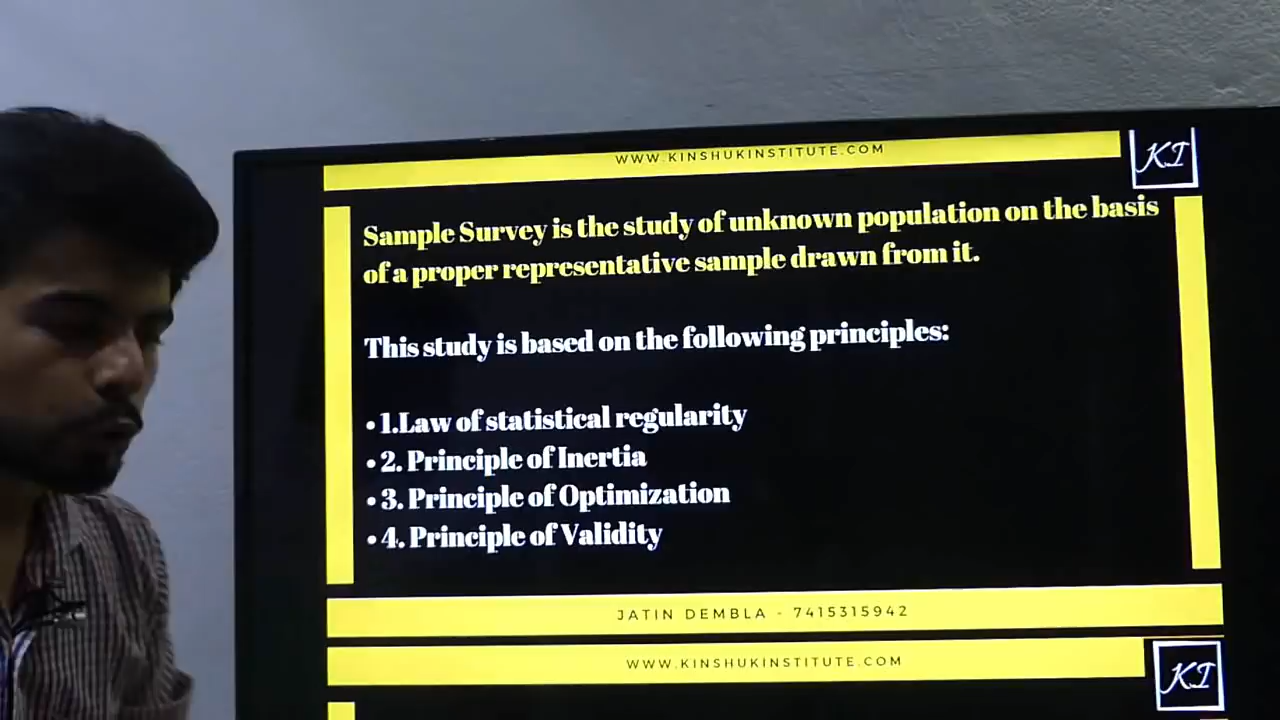 WWW.KINSHUKINSTITUTE.COM
KI
Sample Survey is the study of unknown population on the basis
of a proper representative sample drawn from it.
This study is based on the following principles:
• 1.Law of statistical regularity
• 2. Principle of Inertia
• 3. Principle of Optimization
• 4. Principle of Validity
JATIN DEMBLA - 7415315942
WWW.KINSHUKINSTITUTE.COM
KI